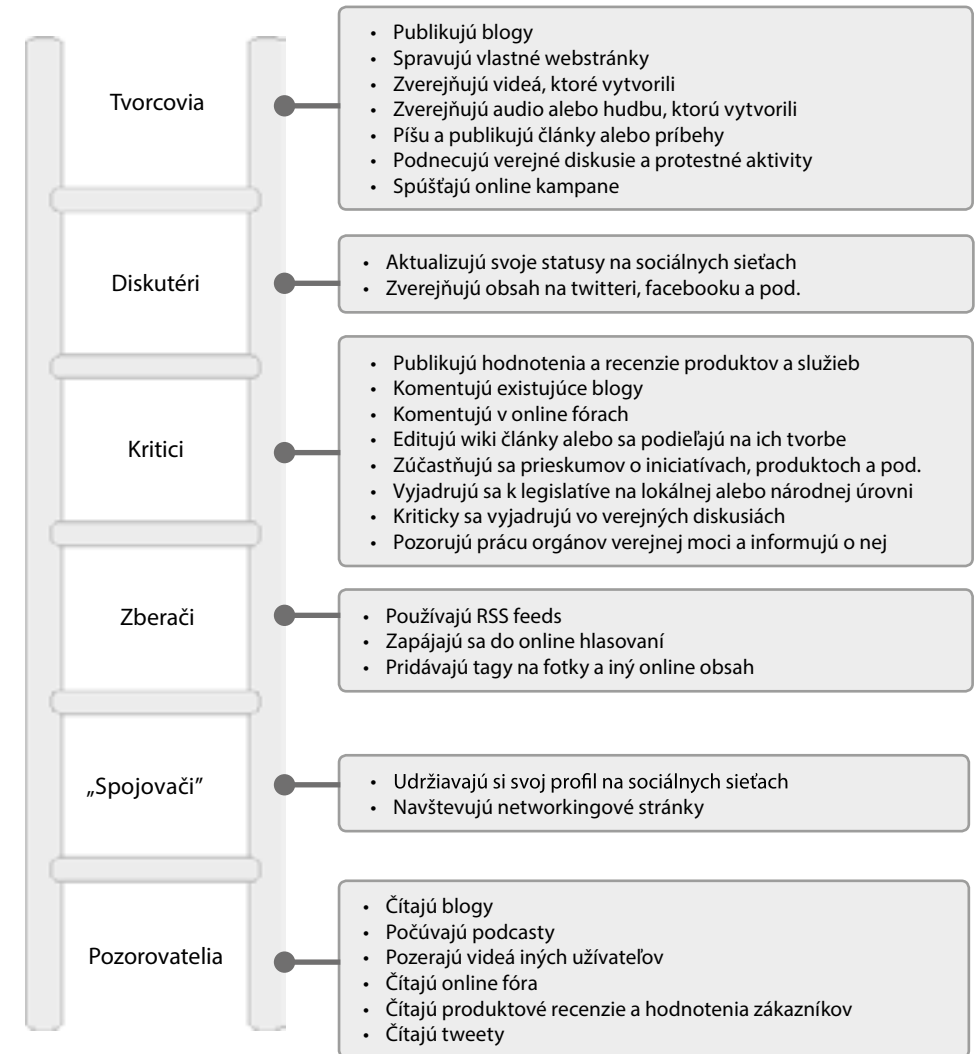 Tvorcovia
• Publikujú blogy
• Spravujú vlastné webstránky
• Zverejňujú videá, ktoré vytvorili
• Zverejňujú audio alebo hudbu, ktorú vytvorili
• Píšu a publikujú články alebo príbehy
• Podnecujú verejné diskusie a protestné aktivity
• Spúšťajú online kampane
Diskutéri
• Aktualizujú svoje statusy na sociálnych sieťach
• Zverejňujú obsah na twitteri, facebooku a pod.
Kritici
• Publikujú hodnotenia a recenzie produktov a služieb
• Komentujú existujúce blogy
• Komentujú v online fórach
• Editujú wiki články alebo sa podieľajú na ich tvorbe
• Zúčastňujú sa prieskumov o iniciatívach, produktoch a pod.
• Vyjadrujú sa k legislatíve na lokálnej alebo národnej úrovni
• Kriticky sa vyjadrujú vo verejných diskusiách
• Pozorujú prácu orgánov verejnej moci a informujú o nej
Zberači
• Používajú RSS feeds
• Zapájajú sa do online hlasovaní
• Pridávajú tagy na fotky a iný online obsah
„Spojovači”
• Udržiavajú si svoj profil na sociálnych sieťach
• Navštevujú networkingové stránky
Pozorovatelia
• Čítajú blogy
• Počúvajú podcasty
• Pozerajú videá iných užívateľov
• Čítajú online fóra
• Čítajú produktové recenzie a hodnotenia zákazníkov
• Čítajú tweety